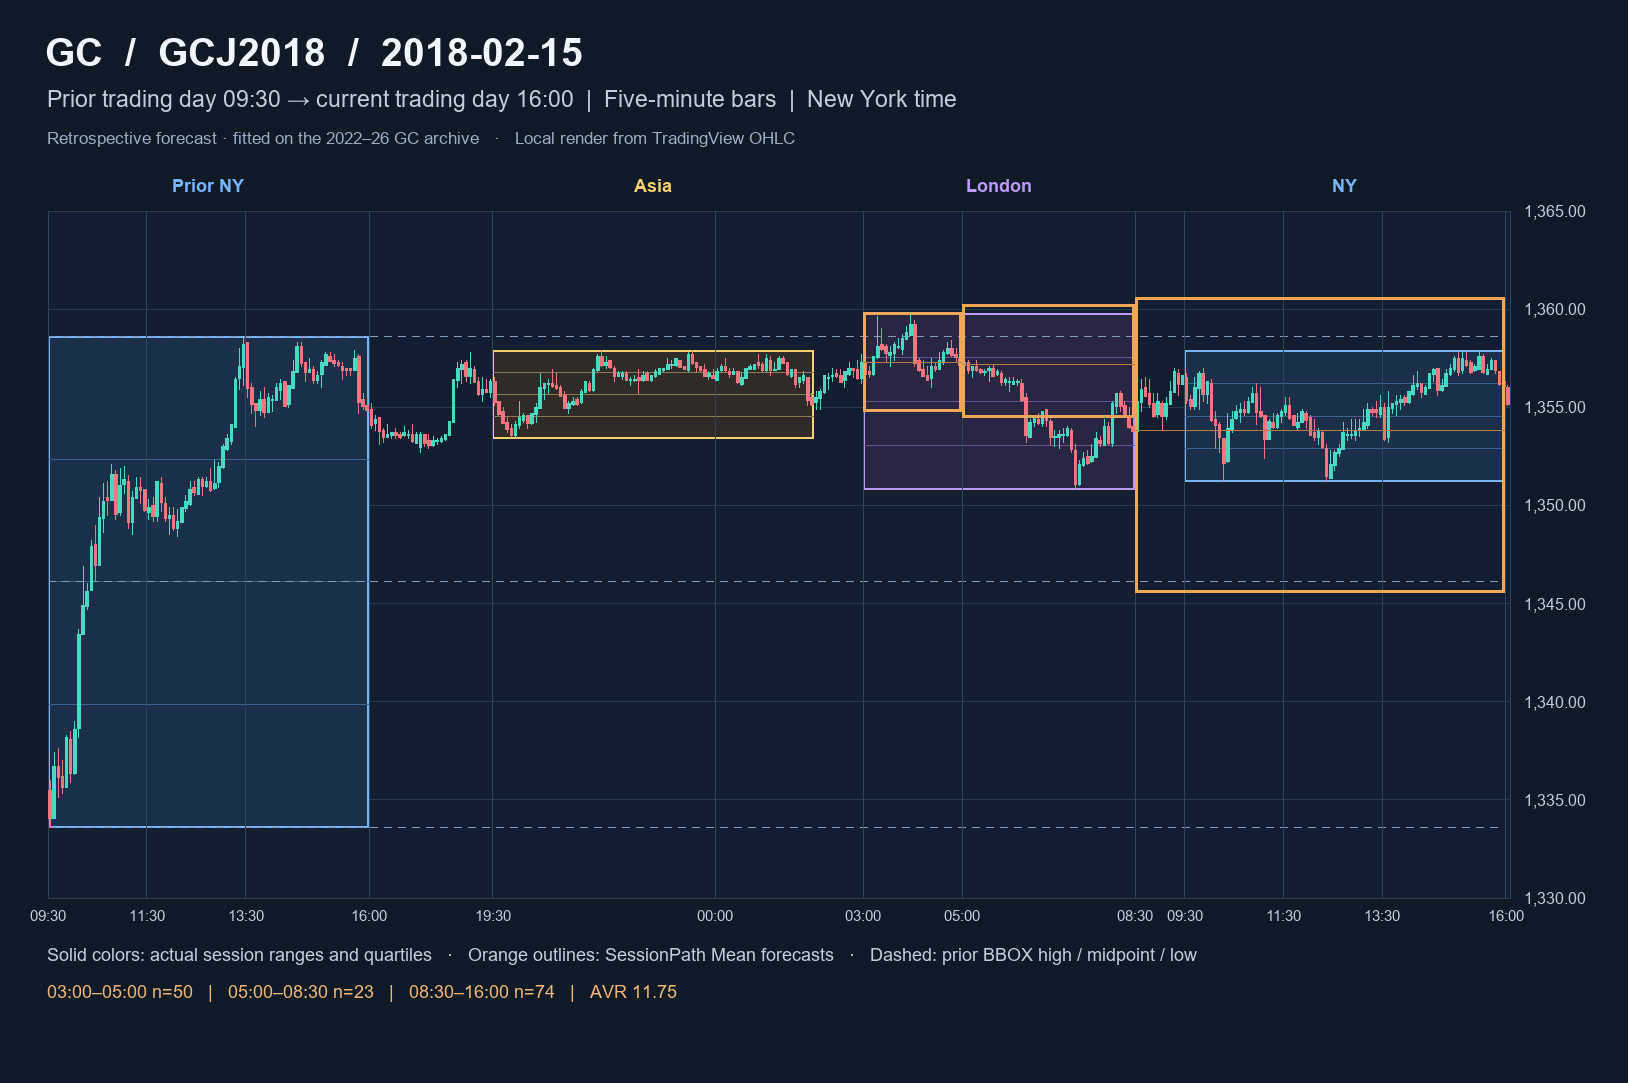 GC / GCJ2018 / 2018-02-15
Prior trading day 09:30 → current trading day 16:00 | Five-minute bars | New York time
Retrospective forecast · fitted on the 2022–26 GC archive · Local render from TradingView OHLC
Prior NY Asia London NY
1,365.00
1,360.00
1,355.00
1,350.00
1,345.00
1,340.00
1,335.00
1,330.00
09:30 11:30 13:30 16:00 19:30 00:00 03:00 05:00 08:30 09:30 11:30 13:30 16:00
Solid colors: actual session ranges and quartiles · Orange outlines: SessionPath Mean forecasts · Dashed: prior BBOX high / midpoint / low
03:00–05:00 n=50 | 05:00–08:30 n=23 | 08:30–16:00 n=74 | AVR 11.75